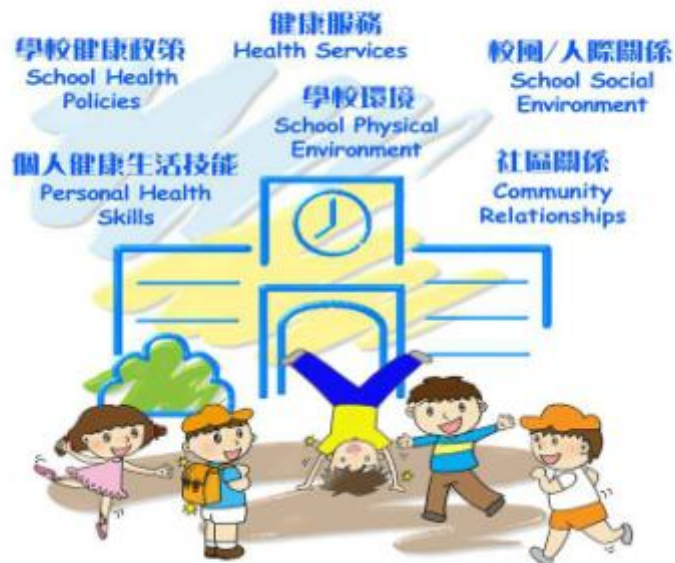 健康服務
Health Services
學校健康政策
School Health
Policies
校風/人際關係
School Social
Environment
學校環境
School Physical
Environment
個人健康生活技能
Personal Health
Skills
社區關係
Community
Relationships